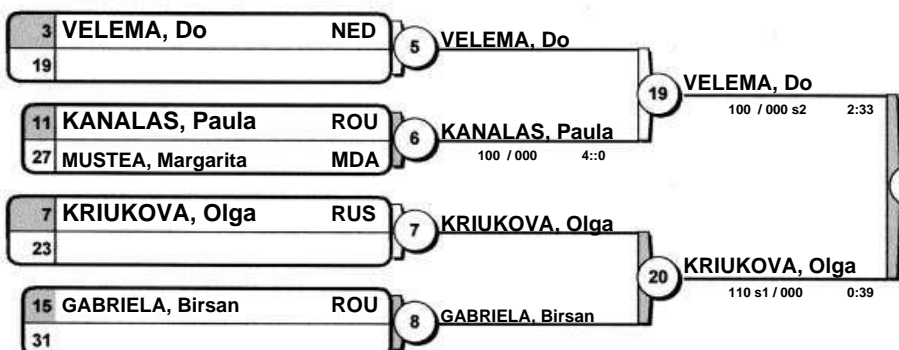 3 VELEMA, Do NED
19
5 VELEMA, Do
11 KANALAS, Paula ROU
27 MUSTEA, Margarita MDA
6 KANALAS, Paula
100 / 000 4::0
19 VELEMA, Do
100 / 000 s2 2:33
7 KRIUKOVA, Olga RUS
23
7 KRIUKOVA, Olga
15 GABRIELA, Birsan ROU
31
8 GABRIELA, Birsan
20 KRIUKOVA, Olga
110 s1 / 000 0:39